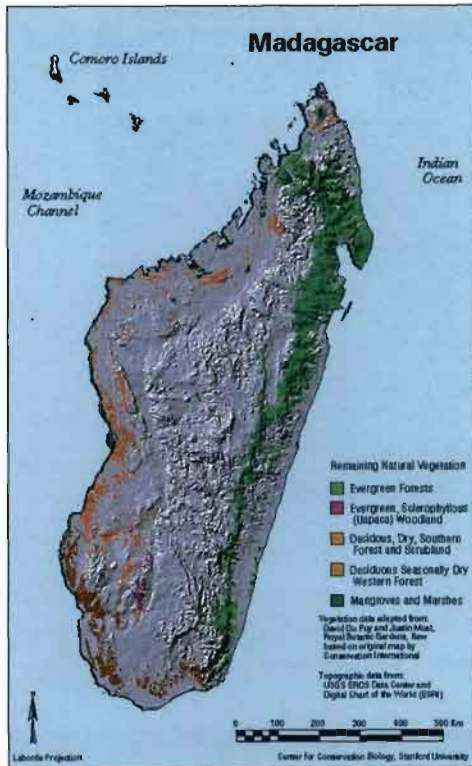 Madagascar
Comoro Islands
Indian
Ocean
Mozambique
Channel
Remaining Natural Vegetation
Evergreen Forests
Evergreen, Sclerophyllous
(Uapaca) Woodland
Deciduous, Dry, Southern
Forest and Scrubland
Deciduous Seasonally Dry
Western Forest
Mangroves and Marshes
Vegetation data adapted from:
David Du Puy and Justin Moat,
Royal Botanic Gardens, Kew
based on original map by
Conservation International
Topographic data from:
USGS EROS Data Center and
Digital Chart of the World (ESRI)
N
0 100 200 300 400 500 Km
Laborde Projection
Center for Conservation Biology, Stanford University